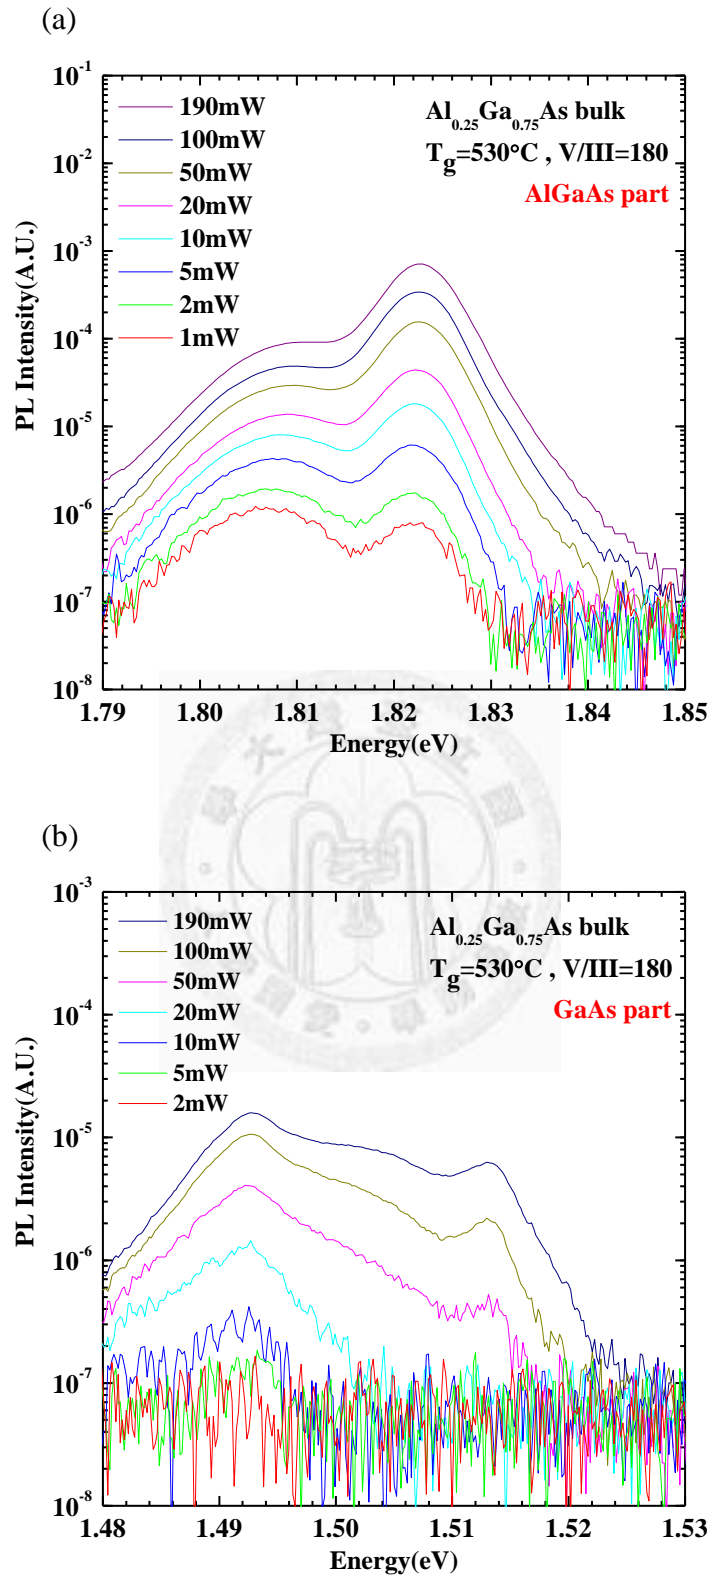 (a)
10⁻¹
10⁻²
10⁻³
10⁻⁴
10⁻⁵
10⁻⁶
10⁻⁷
10⁻⁸
PL Intensity(A.U.)
190mW
100mW
50mW
20mW
10mW
5mW
2mW
1mW
Al₀.₂₅Ga₀.₇₅As bulk
Tg=530°C , V/III=180
AlGaAs part
1.79 1.80 1.81 1.82 1.83 1.84 1.85
Energy(eV)
(b)
10⁻³
10⁻⁴
10⁻⁵
10⁻⁶
10⁻⁷
10⁻⁸
PL Intensity(A.U.)
190mW
100mW
50mW
20mW
10mW
5mW
2mW
Al₀.₂₅Ga₀.₇₅As bulk
Tg=530°C , V/III=180
GaAs part
1.48 1.49 1.50 1.51 1.52 1.53
Energy(eV)